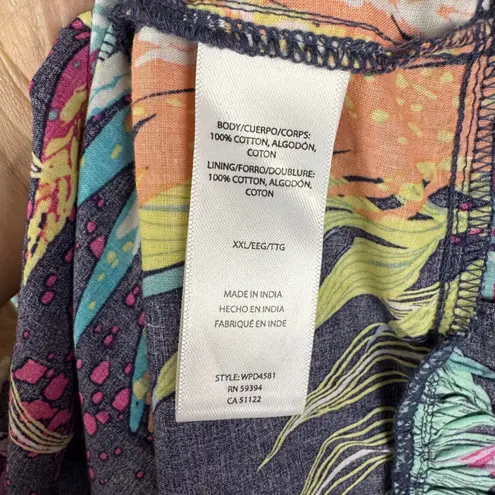 BODY/CUERPO/CORPS:
100% COTTON, ALGODÓN,
COTON
LINING/FORRO/DOUBLURE:
100% COTTON, ALGODÓN,
COTON
XXL/EEG/TTG
MADE IN INDIA
HECHO EN INDIA
FABRIQUÉ EN INDE
STYLE: WPD4581
RN 59394
CA 51122